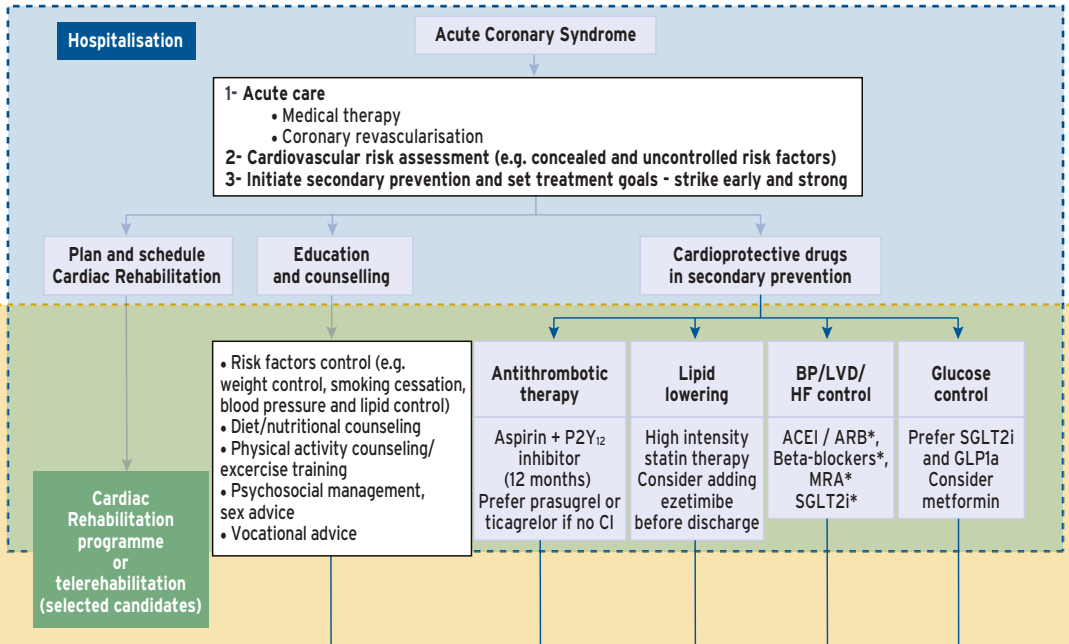 Hospitalisation
Acute Coronary Syndrome
1- Acute care
• Medical therapy
• Coronary revascularisation
2- Cardiovascular risk assessment (e.g. concealed and uncontrolled risk factors)
3- Initiate secondary prevention and set treatment goals - strike early and strong
Plan and schedule
Cardiac Rehabilitation
Education
and counselling
Cardioprotective drugs
in secondary prevention
• Risk factors control (e.g.
weight control, smoking cessation,
blood pressure and lipid control)
• Diet/nutritional counseling
• Physical activity counseling/
excercise training
• Psychosocial management,
sex advice
• Vocational advice
Antithrombotic
therapy
Aspirin + P2Y₁₂
inhibitor
(12 months)
Prefer prasugrel or
ticagrelor if no CI
Lipid
lowering
High intensity
statin therapy
Consider adding
ezetimibe
before discharge
BP/LVD/
HF control
ACEI / ARB*,
Beta-blockers*,
MRA*
SGLT2i*
Glucose
control
Prefer SGLT2i
and GLP1a
Consider
metformin
Cardiac
Rehabilitation
programme
or
telerehabilitation
(selected candidates)